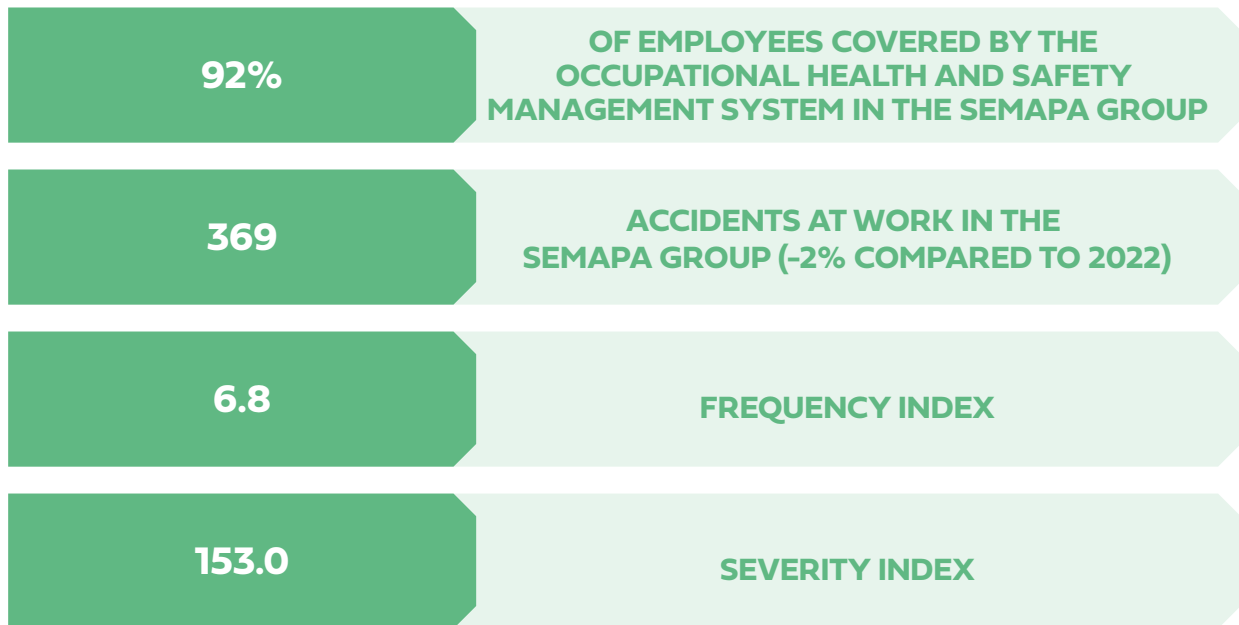 92%
OF EMPLOYEES COVERED BY THE
OCCUPATIONAL HEALTH AND SAFETY
MANAGEMENT SYSTEM IN THE SEMAPA GROUP
369
ACCIDENTS AT WORK IN THE
SEMAPA GROUP (-2% COMPARED TO 2022)
6.8
FREQUENCY INDEX
153.0
SEVERITY INDEX